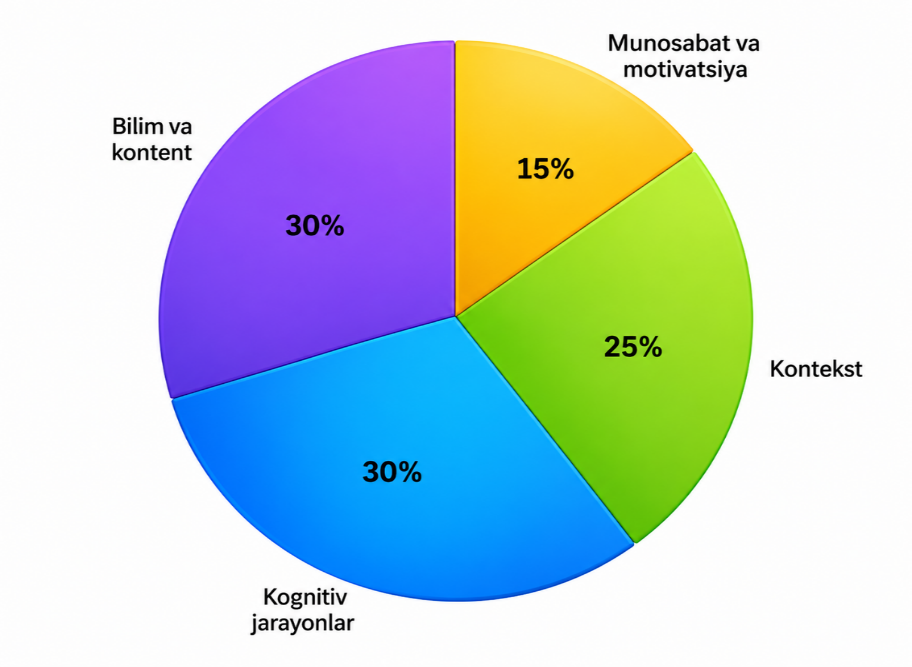 Munosabat va
motivatsiya
15%
Bilim va
kontent
30%
25%
Kontekst
30%
Kognitiv
jarayonlar